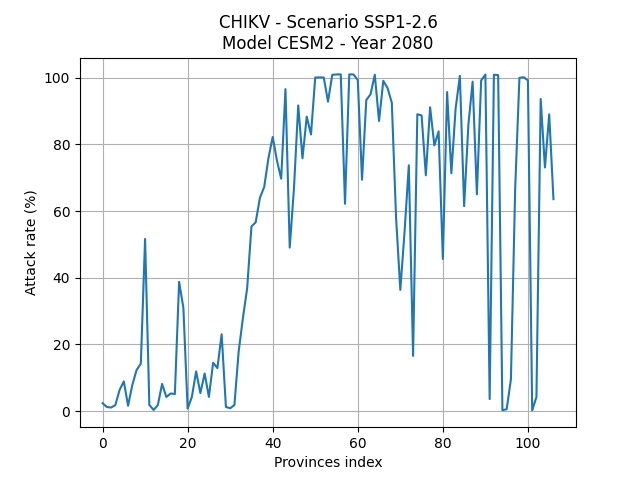 CHIKV - Scenario SSP1-2.6
Model CESM2 - Year 2080
100
80
60
40
20
0
Attack rate (%)
0 20 40 60 80 100
Provinces index